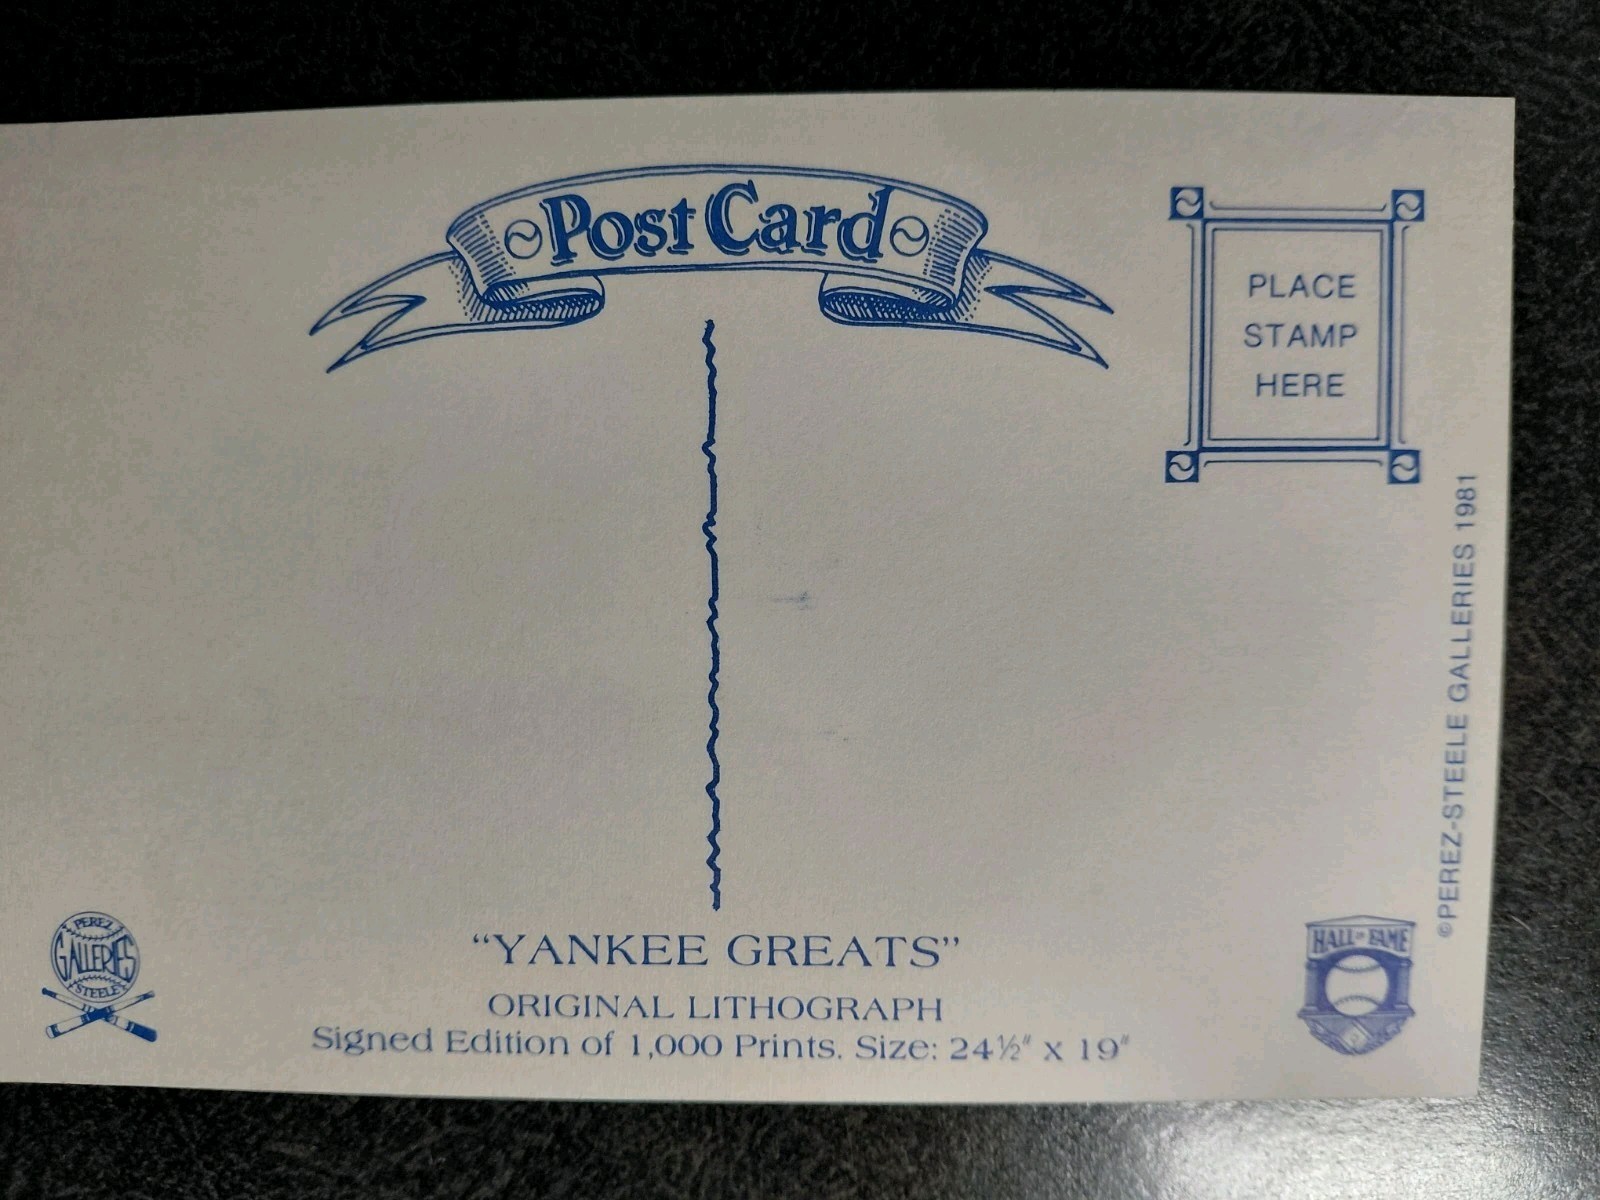 Post Card
PLACE
STAMP
HERE
©PEREZ-STEELE GALLERIES 1981
"YANKEE GREATS"
ORIGINAL LITHOGRAPH
Signed Edition of 1,000 Prints. Size: 24½" x 19"
PEREZ
GALLERIES
STEELE
HALL OF FAME